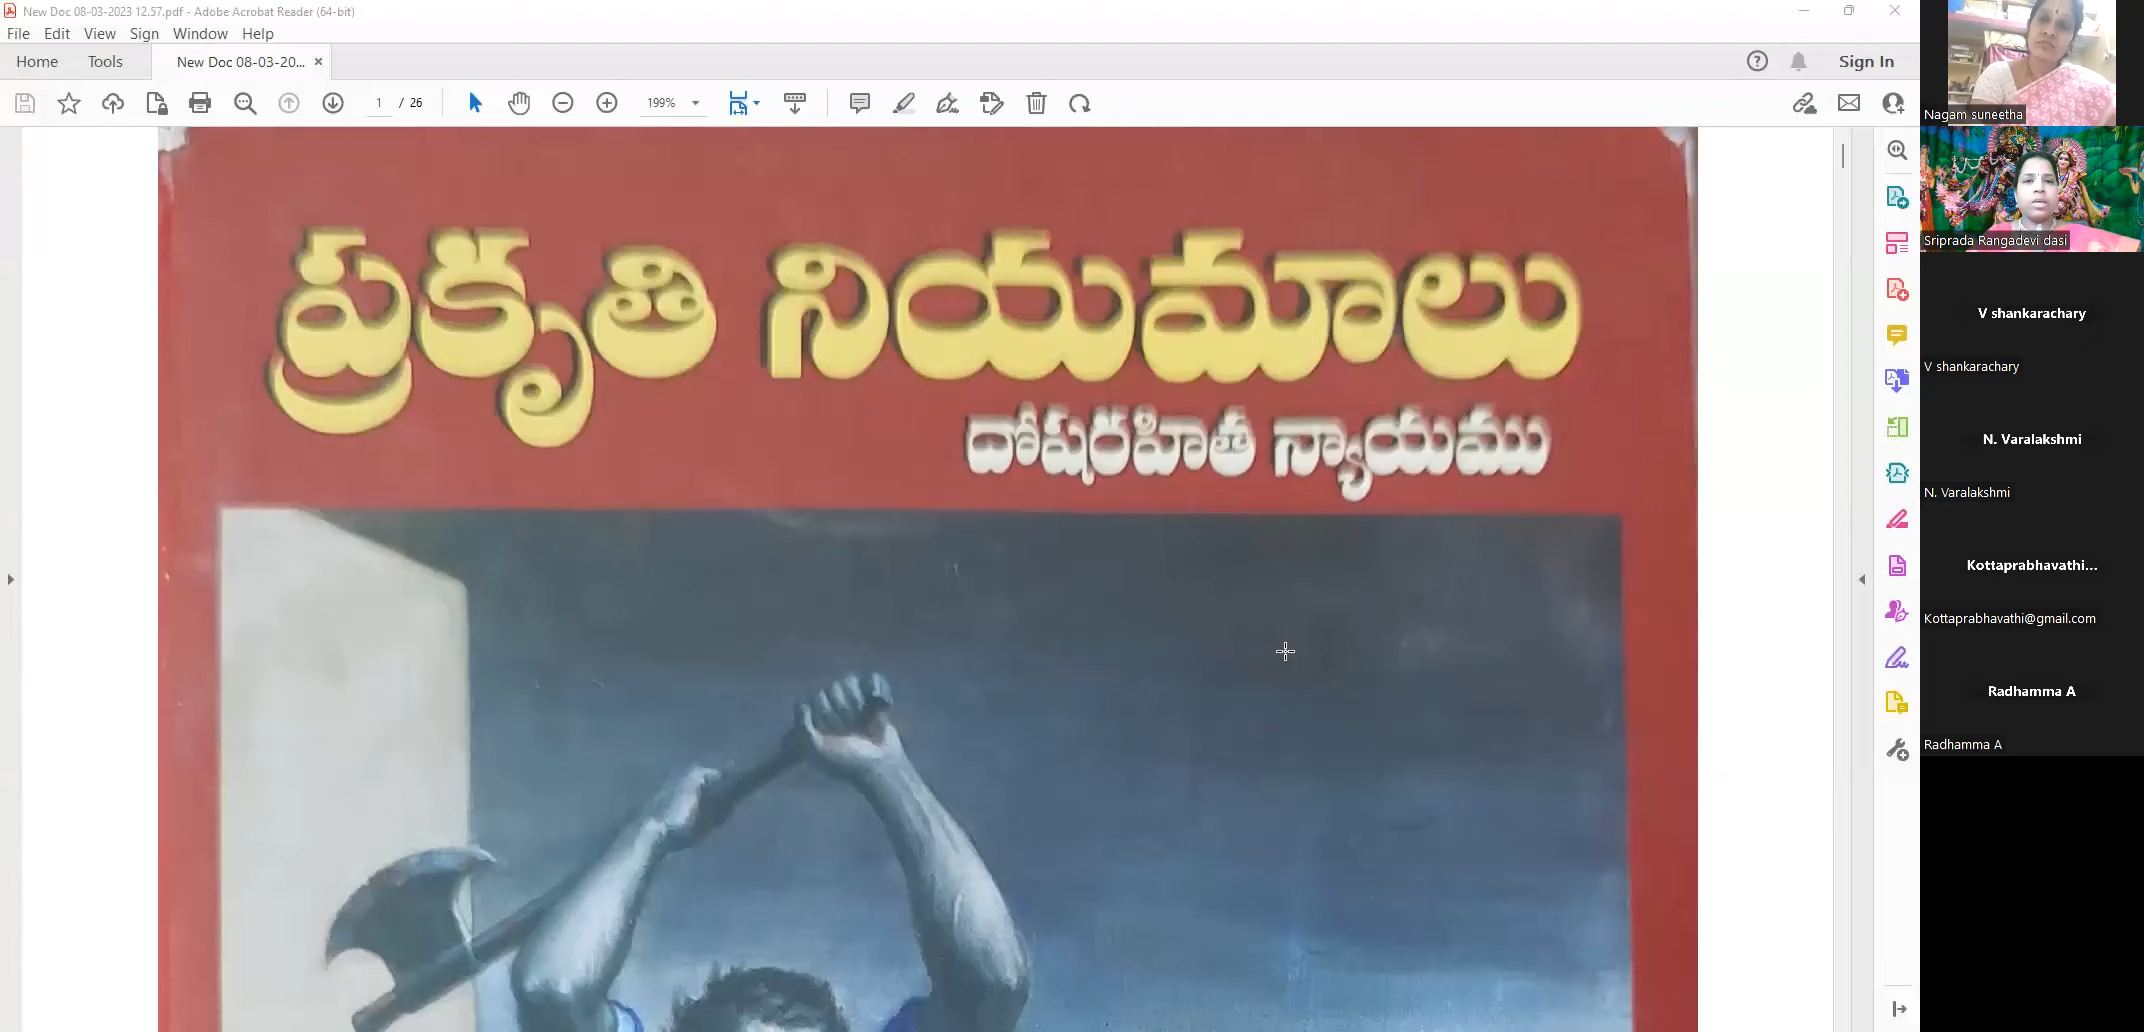 New Doc 08-03-2023 12.57.pdf - Adobe Acrobat Reader (64-bit)
File Edit View Sign Window Help
Home Tools New Doc 08-03-20... × Sign In
1 / 26 199%
ప్రకృతి నియమాలు
దోషరహిత న్యాయము
Nagam suneetha
Sriprada Rangadevi dasi
V shankarachary
V shankarachary
N. Varalakshmi
N. Varalakshmi
Kottaprabhavathi...
Kottaprabhavathi@gmail.com
Radhamma A
Radhamma A